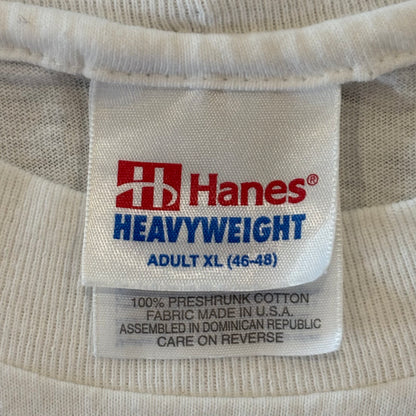 Hanes®
HEAVYWEIGHT
ADULT XL (46-48)
100% PRESHRUNK COTTON
FABRIC MADE IN U.S.A.
ASSEMBLED IN DOMINICAN REPUBLIC
CARE ON REVERSE